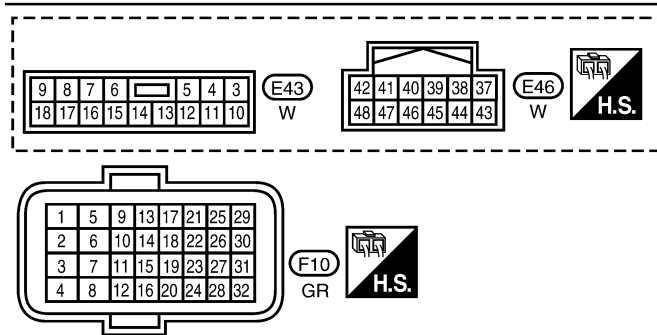 9 8 7 6 5 4 3
18 17 16 15 14 13 12 11 10
E43
W
42 41 40 39 38 37
48 47 46 45 44 43
E46
W
H.S.
1 5 9 13 17 21 25 29
2 6 10 14 18 22 26 30
3 7 11 15 19 23 27 31
4 8 12 16 20 24 28 32
F10
GR
H.S.